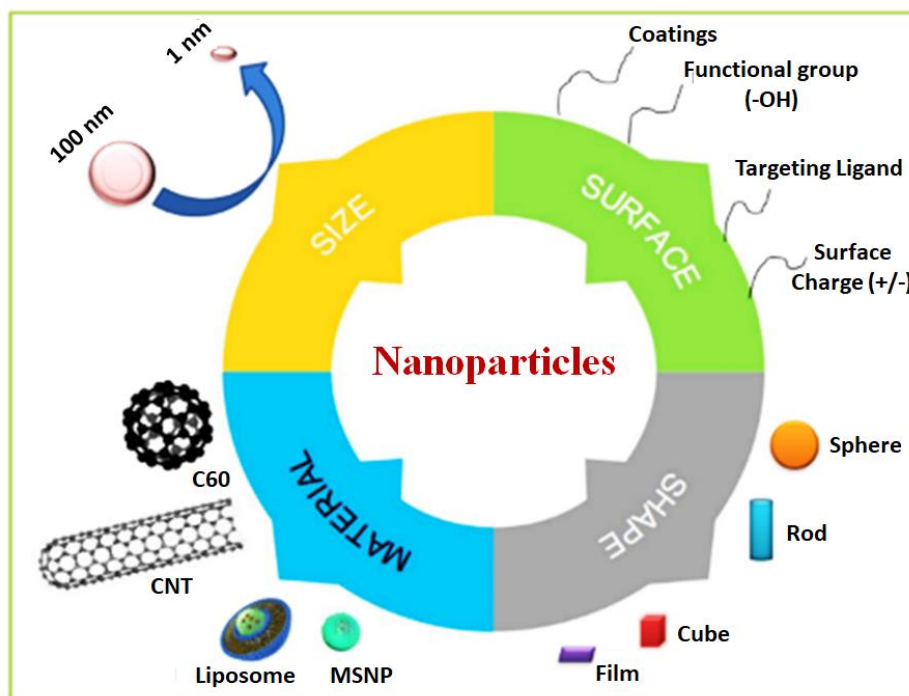 1 nm
100 nm
Coatings
Functional group
(-OH)
Targeting Ligand
Surface
Charge (+/-)
SIZE
SURFACE
Nanoparticles
MATERIAL
SHAPE
C60
CNT
Liposome
MSNP
Sphere
Rod
Cube
Film